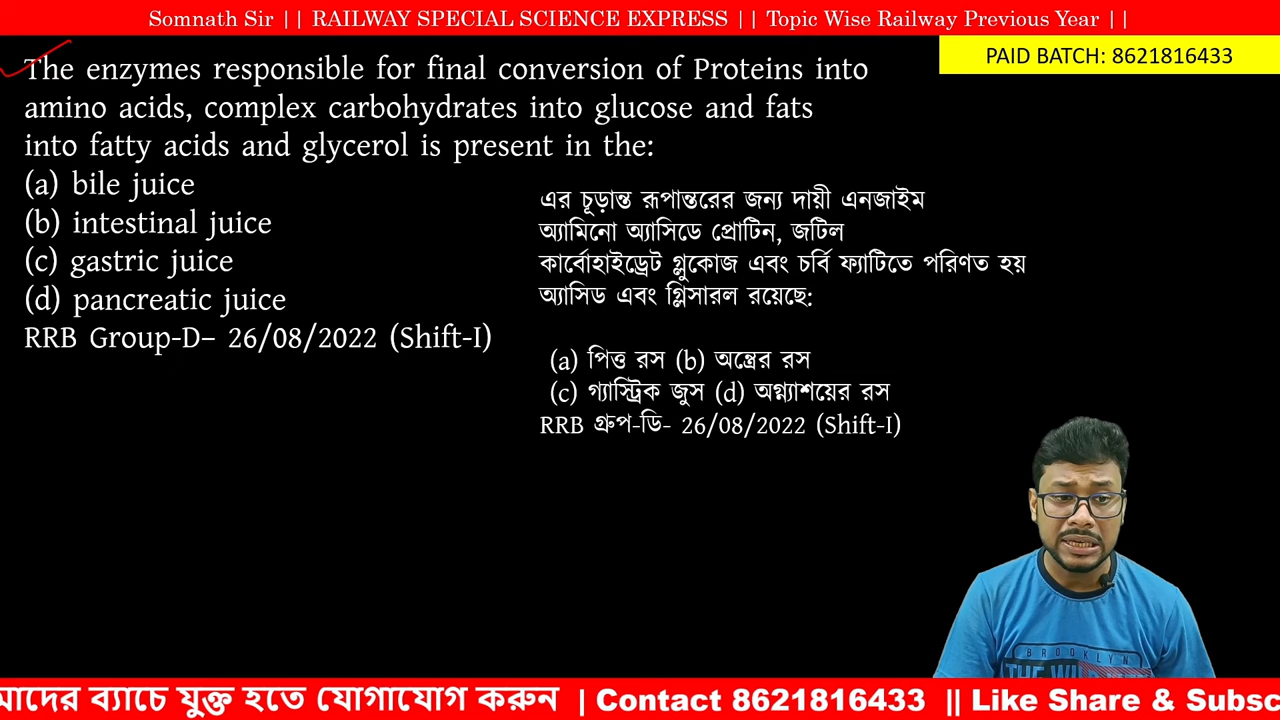 Somnath Sir || RAILWAY SPECIAL SCIENCE EXPRESS || Topic Wise Railway Previous Year ||
PAID BATCH: 8621816433
The enzymes responsible for final conversion of Proteins into
amino acids, complex carbohydrates into glucose and fats
into fatty acids and glycerol is present in the:
(a) bile juice
(b) intestinal juice
(c) gastric juice
(d) pancreatic juice
RRB Group-D– 26/08/2022 (Shift-I)
এর চূড়ান্ত রূপান্তরের জন্য দায়ী এনজাইম
অ্যামিনো অ্যাসিডে প্রোটিন, জটিল
কার্বোহাইড্রেট গ্লুকোজ এবং চর্বি ফ্যাটিতে পরিণত হয়
অ্যাসিড এবং গ্লিসারল রয়েছে:
(a) পিত্ত রস (b) অন্ত্রের রস
(c) গ্যাস্ট্রিক জুস (d) অগ্ন্যাশয়ের রস
RRB গ্রুপ-ডি- 26/08/2022 (Shift-I)
BROOKLYN
মাদের ব্যাচে যুক্ত হতে যোগাযোগ করুন | Contact 8621816433 || Like Share & Subsc